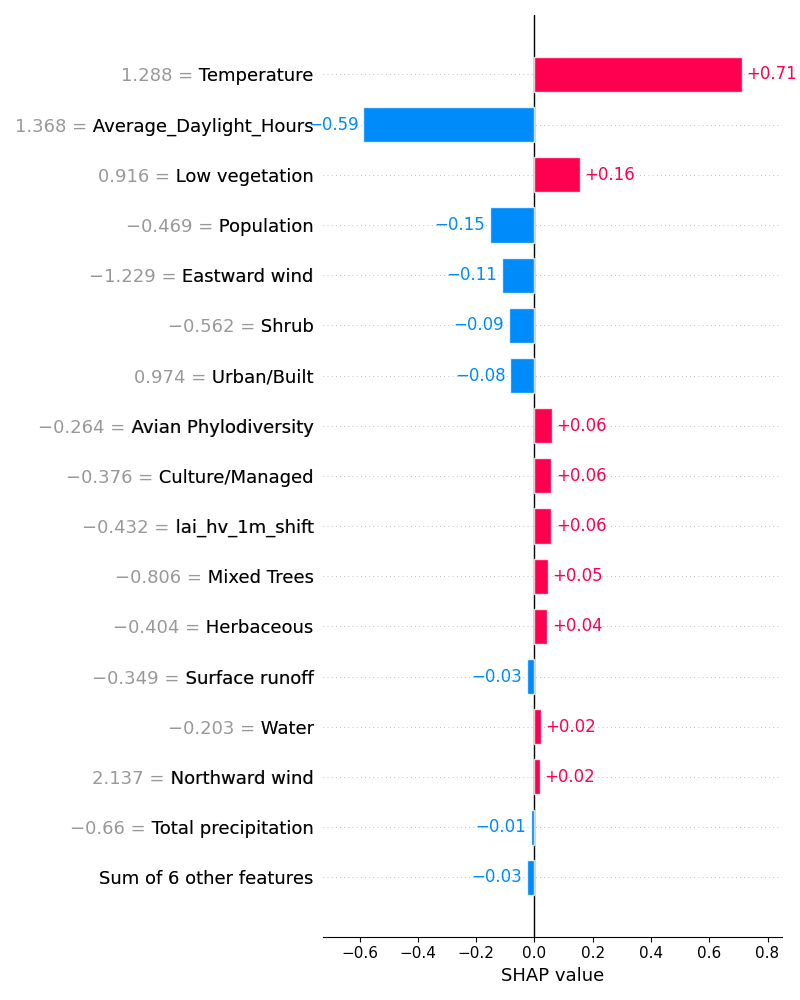 1.288 = Temperature +0.71
1.368 = Average_Daylight_Hours −0.59
0.916 = Low vegetation +0.16
−0.469 = Population −0.15
−1.229 = Eastward wind −0.11
−0.562 = Shrub −0.09
0.974 = Urban/Built −0.08
−0.264 = Avian Phylodiversity +0.06
−0.376 = Culture/Managed +0.06
−0.432 = lai_hv_1m_shift +0.06
−0.806 = Mixed Trees +0.05
−0.404 = Herbaceous +0.04
−0.349 = Surface runoff −0.03
−0.203 = Water +0.02
2.137 = Northward wind +0.02
−0.66 = Total precipitation −0.01
Sum of 6 other features −0.03
−0.6 −0.4 −0.2 0.0 0.2 0.4 0.6 0.8
SHAP value